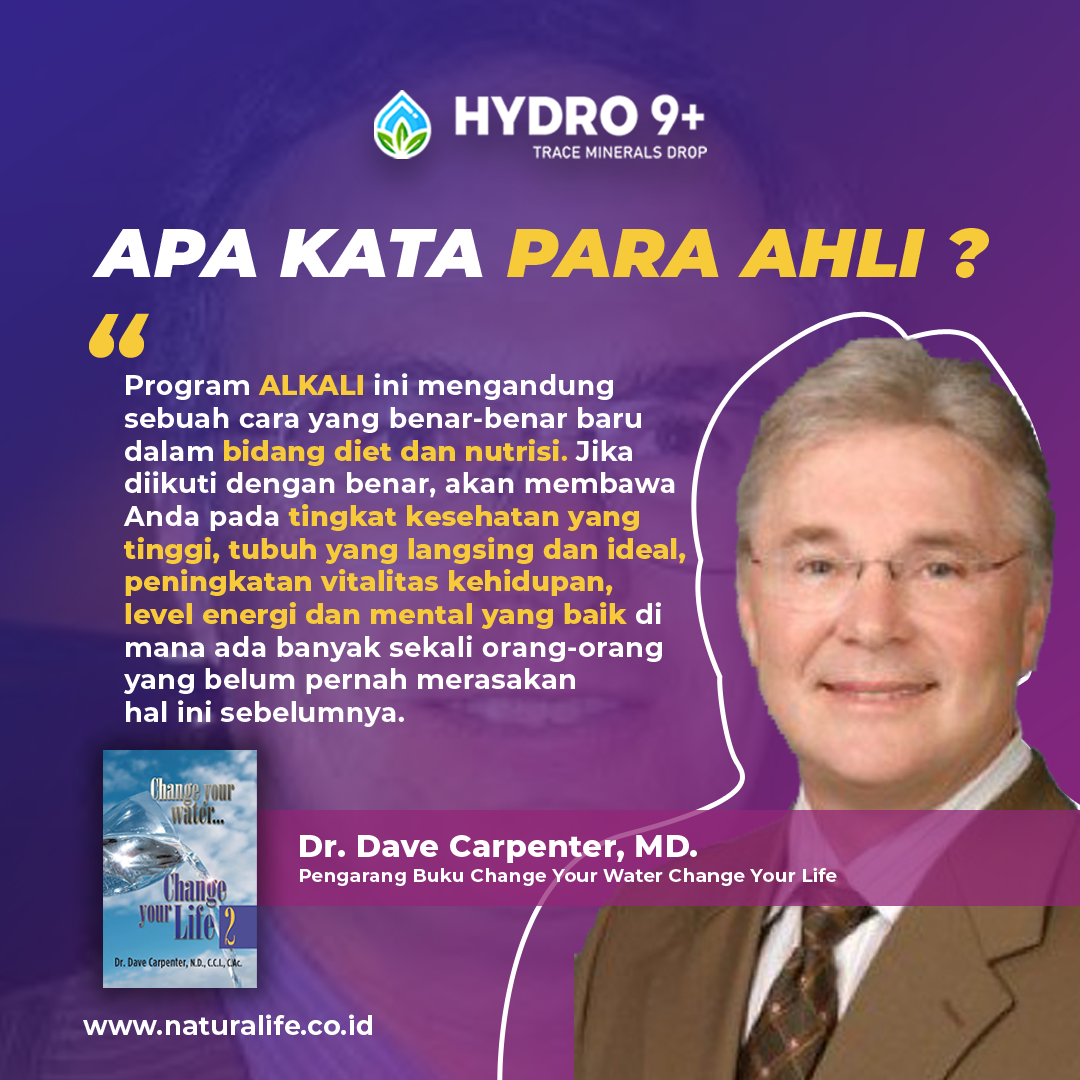 HYDRO 9+
TRACE MINERALS DROP
APA KATA PARA AHLI ?
“
Program ALKALI ini mengandung
sebuah cara yang benar-benar baru
dalam bidang diet dan nutrisi. Jika
diikuti dengan benar, akan membawa
Anda pada tingkat kesehatan yang
tinggi, tubuh yang langsing dan ideal,
peningkatan vitalitas kehidupan,
level energi dan mental yang baik di
mana ada banyak sekali orang-orang
yang belum pernah merasakan
hal ini sebelumnya.
Change your
water...
Change
your Life 2
Dr. Dave Carpenter, N.D., C.C.I., C.Ac.
Dr. Dave Carpenter, MD.
Pengarang Buku Change Your Water Change Your Life
www.naturalife.co.id